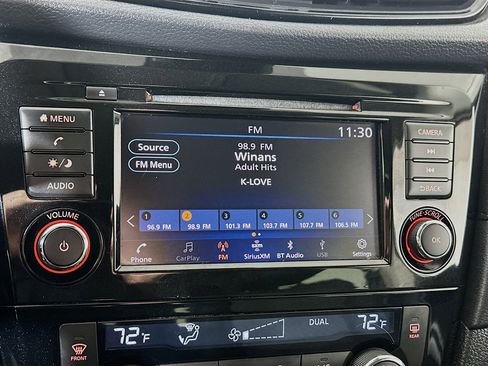 FM
11:30
MENU
CAMERA
Source
98.9 FM
Winans
FM Menu
Adult Hits
K-LOVE
BACK
AUDIO
1 2 3 4 5 6
96.9 FM 98.9 FM 101.3 FM 103.7 FM 107.7 FM 106.5 FM
VOLUME
TUNE·SCROLL
OK
Phone CarPlay FM SiriusXM BT Audio USB Settings
72°F
DUAL
72°F
FRONT
REAR